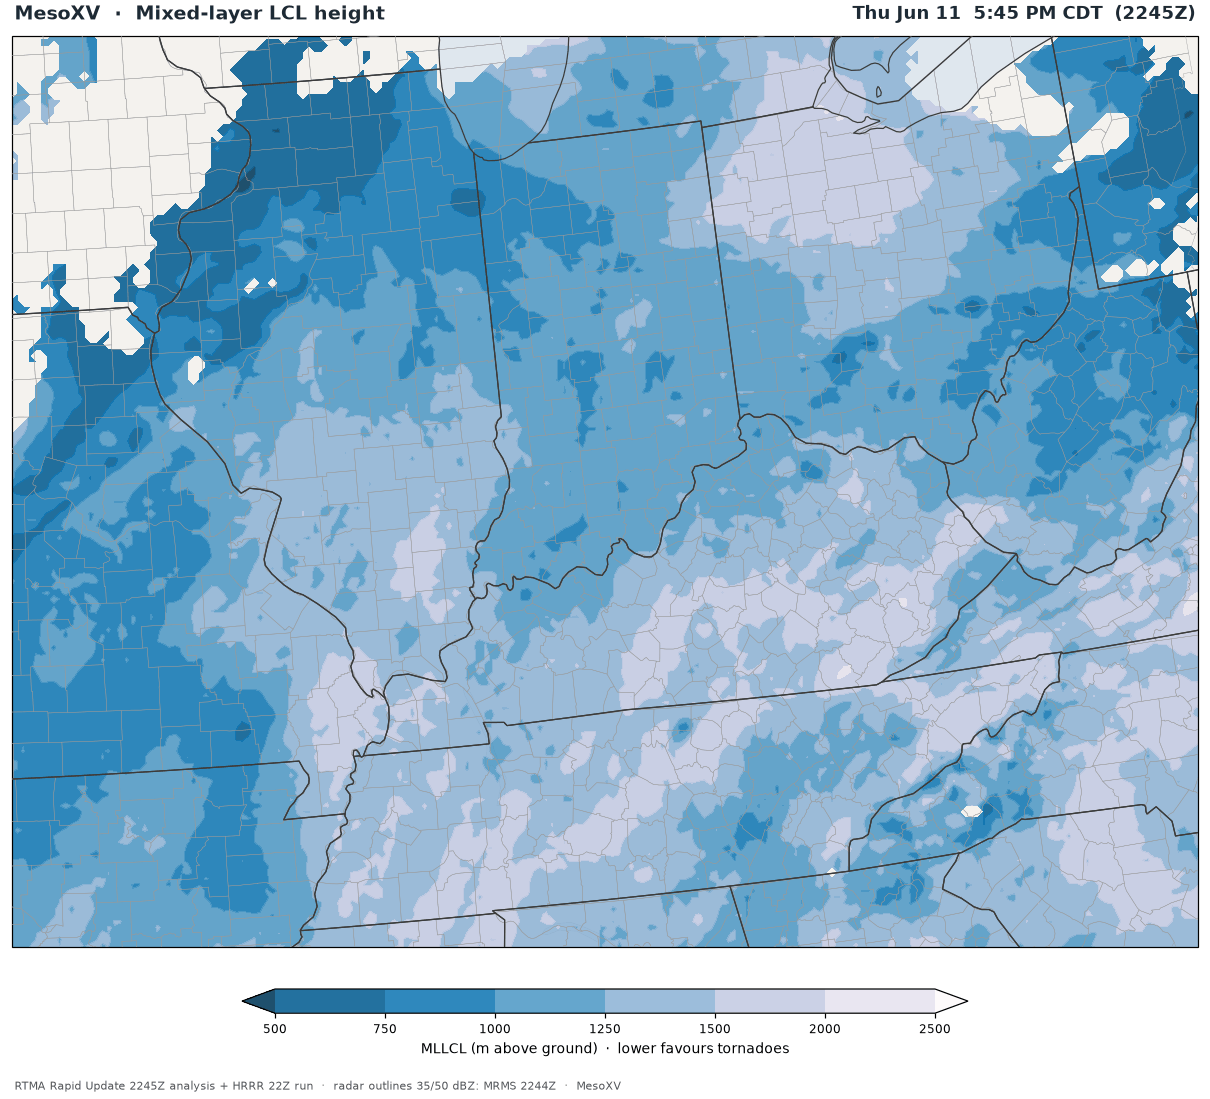 MesoXV · Mixed-layer LCL height
Thu Jun 11 5:45 PM CDT (2245Z)
500 750 1000 1250 1500 2000 2500
MLLCL (m above ground) · lower favours tornadoes
RTMA Rapid Update 2245Z analysis + HRRR 22Z run · radar outlines 35/50 dBZ: MRMS 2244Z · MesoXV